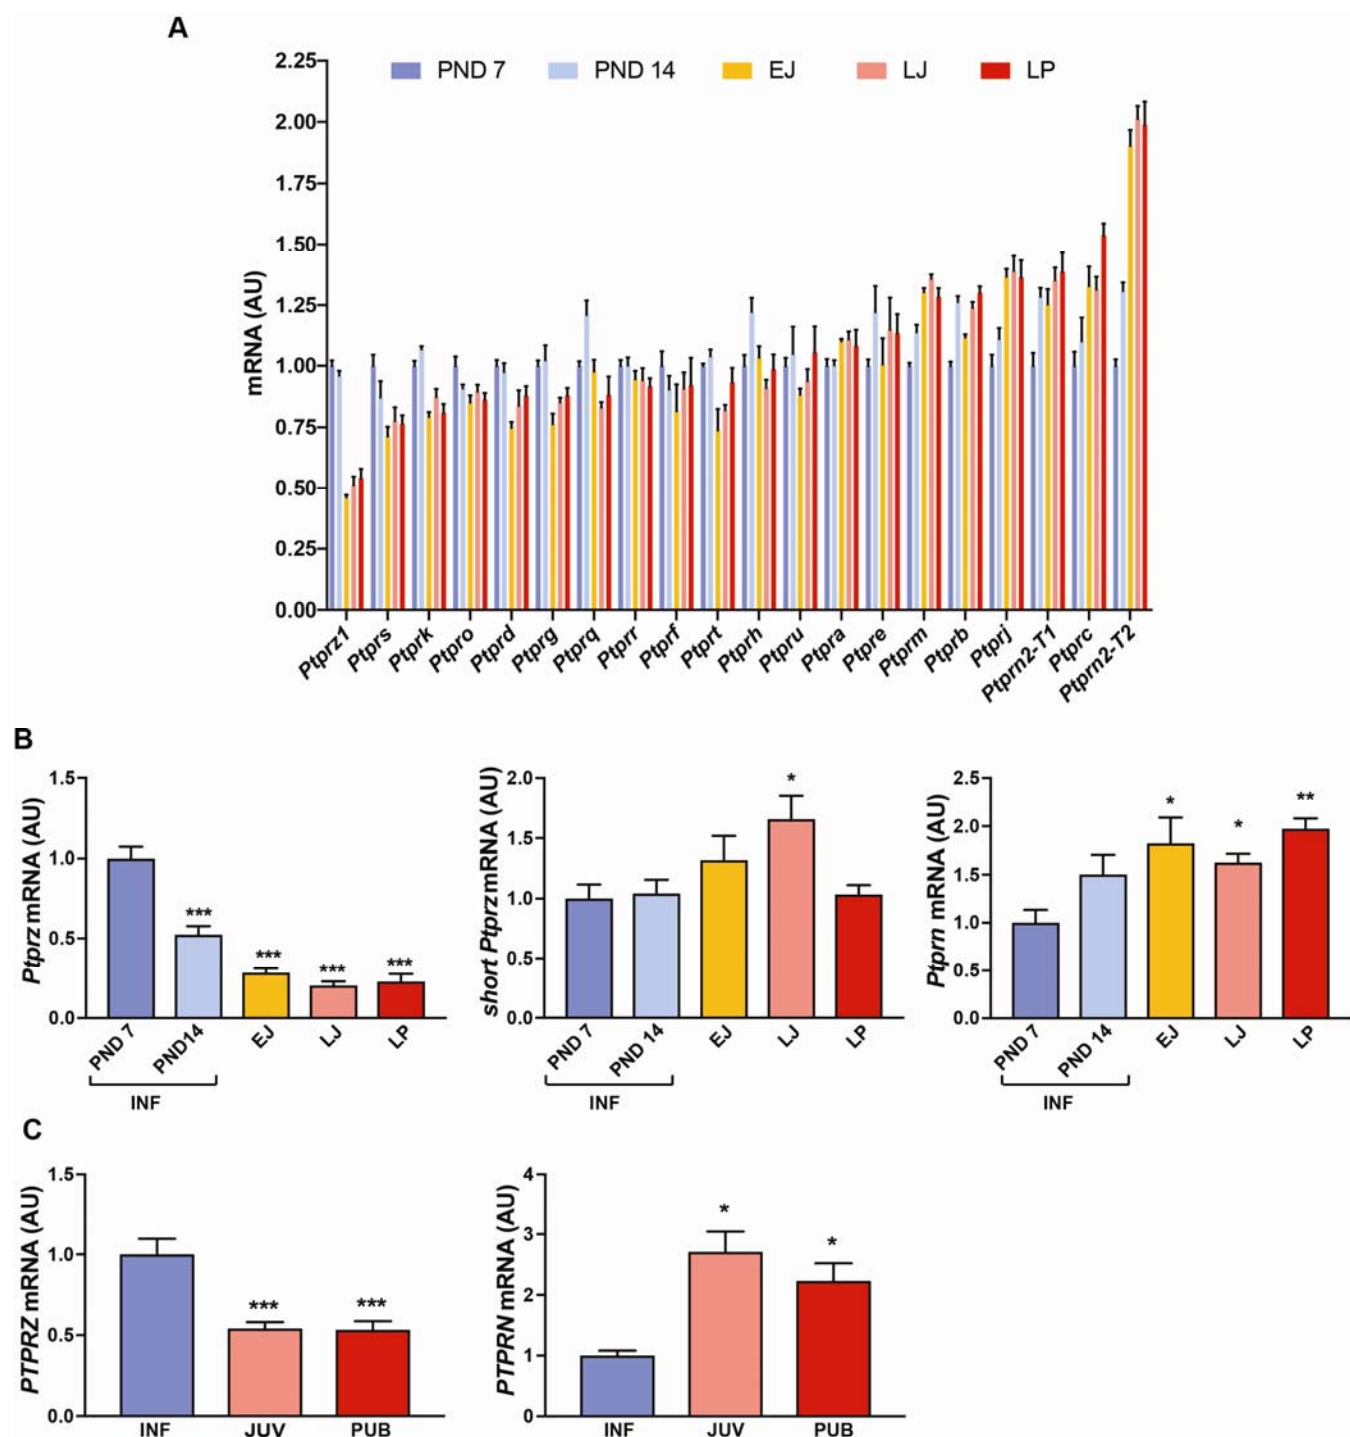 A
2.25
PND 7 PND 14 EJ LJ LP
2.00
1.75
1.50
1.25
1.00
0.75
0.50
0.25
0.00
mRNA (AU)
Ptprz1 Ptprs Ptprk Ptpro Ptprd Ptprg Ptprq Ptprr Ptprf Ptprt Ptprh Ptpru Ptpra Ptpre Ptprm Ptprb Ptprj Ptprn2-T1 Ptprc Ptprn2-T2
B
Ptprz mRNA (AU)
1.5
1.0
0.5
0.0
*** *** *** ***
PND 7 PND14 EJ LJ LP
INF
short Ptprz mRNA (AU)
2.0
1.5
1.0
0.5
0.0
*
PND 7 PND 14 EJ LJ LP
INF
Ptprn mRNA (AU)
2.5
2.0
1.5
1.0
0.5
0.0
* * **
PND 7 PND 14 EJ LJ LP
INF
C
PTPRZ mRNA (AU)
1.5
1.0
0.5
0.0
*** ***
INF JUV PUB
PTPRN mRNA (AU)
4
3
2
1
0
* *
INF JUV PUB